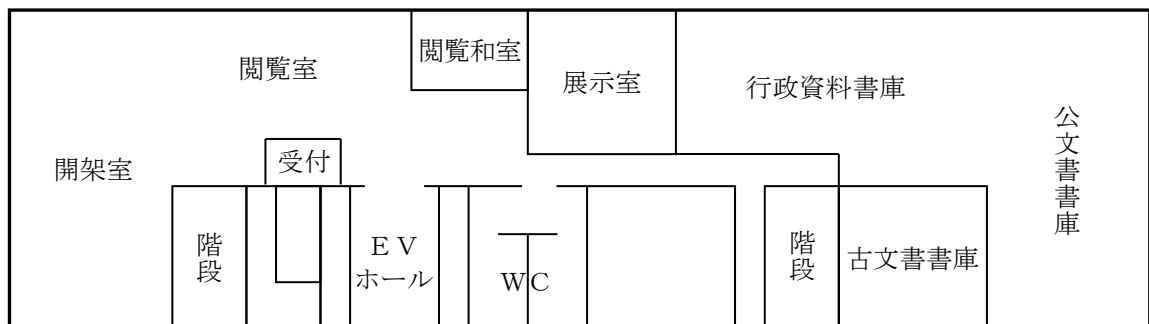 閲覧室
閲覧和室
展示室
行政資料書庫
公文書書庫
開架室
受付
階段
ＥＶ
ホール
ＷＣ
階段
古文書書庫